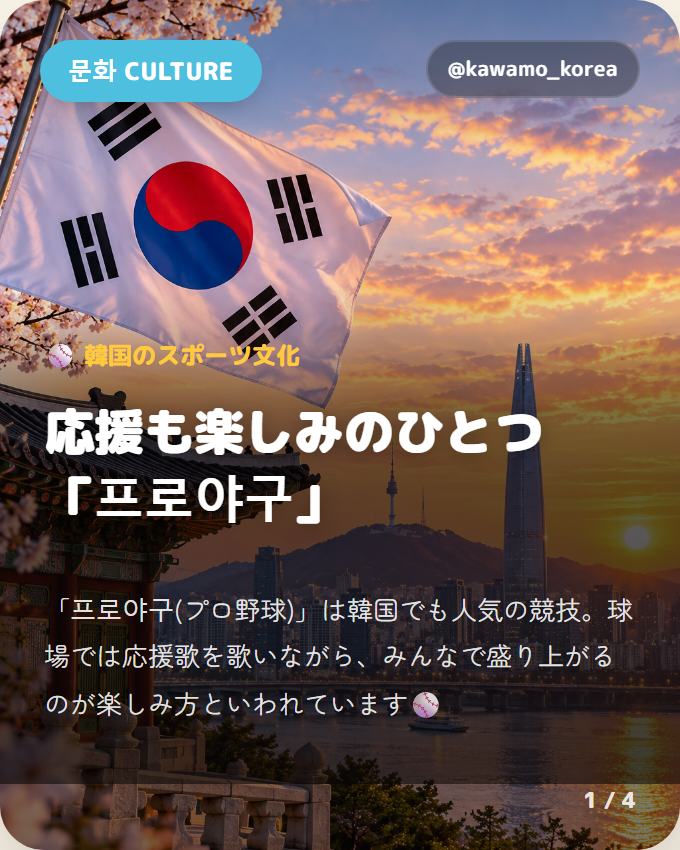 문화 CULTURE
@kawamo_korea
⚾ 韓国のスポーツ文化
応援も楽しみのひとつ
「프로야구」
「프로야구(プロ野球)」は韓国でも人気の競技。球
場では応援歌を歌いながら、みんなで盛り上がる
のが楽しみ方といわれています⚾
1 / 4